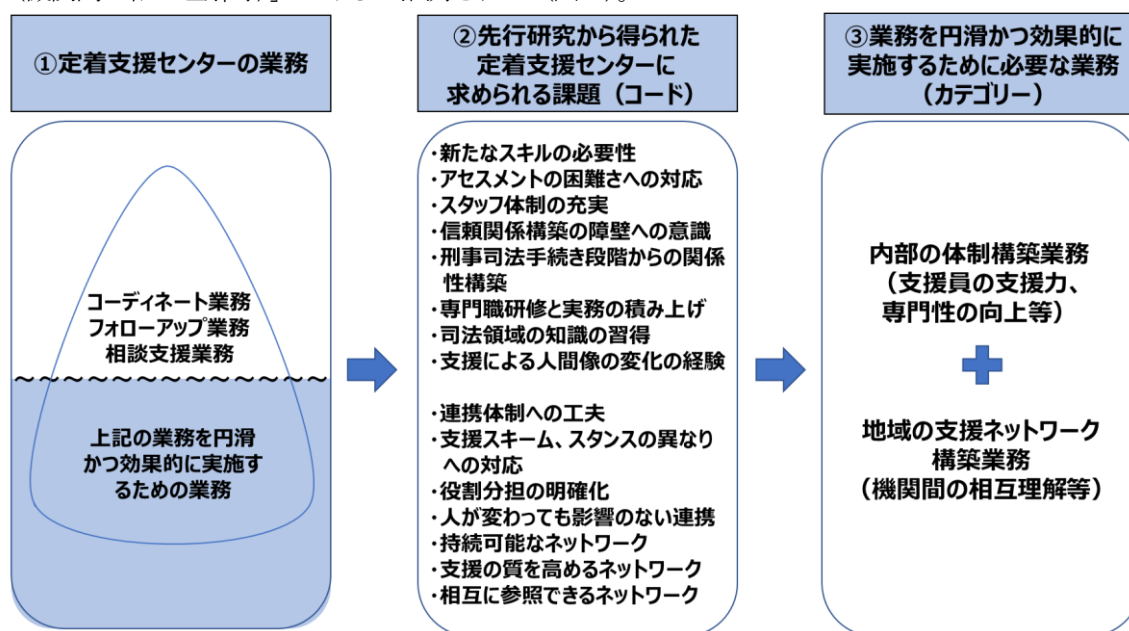 ①定着支援センターの業務
コーディネート業務
フォローアップ業務
相談支援業務
上記の業務を円滑
かつ効果的に実施す
るための業務
②先行研究から得られた
定着支援センターに
求められる課題（コード）
・新たなスキルの必要性
・アセスメントの困難さへの対応
・スタッフ体制の充実
・信頼関係構築の障壁への意識
・刑事司法手続き段階からの関係
性構築
・専門職研修と実務の積み上げ
・司法領域の知識の習得
・支援による人間像の変化の経験
・連携体制への工夫
・支援スキーム、スタンスの異なり
への対応
・役割分担の明確化
・人が変わっても影響のない連携
・持続可能なネットワーク
・支援の質を高めるネットワーク
・相互に参照できるネットワーク
③業務を円滑かつ効果的に
実施するために必要な業務
（カテゴリー）
内部の体制構築業務
（支援員の支援力、
専門性の向上等）
地域の支援ネットワーク
構築業務
（機関間の相互理解等）